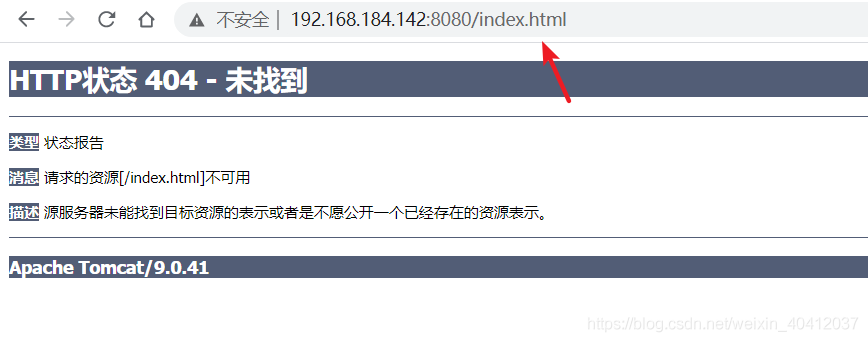 不安全 | 192.168.184.142:8080/index.html
HTTP状态 404 - 未找到
类型 状态报告
消息 请求的资源[/index.html]不可用
描述 源服务器未能找到目标资源的表示或者是不愿公开一个已经存在的资源表示。
Apache Tomcat/9.0.41
https://blog.csdn.net/weixin_40412037